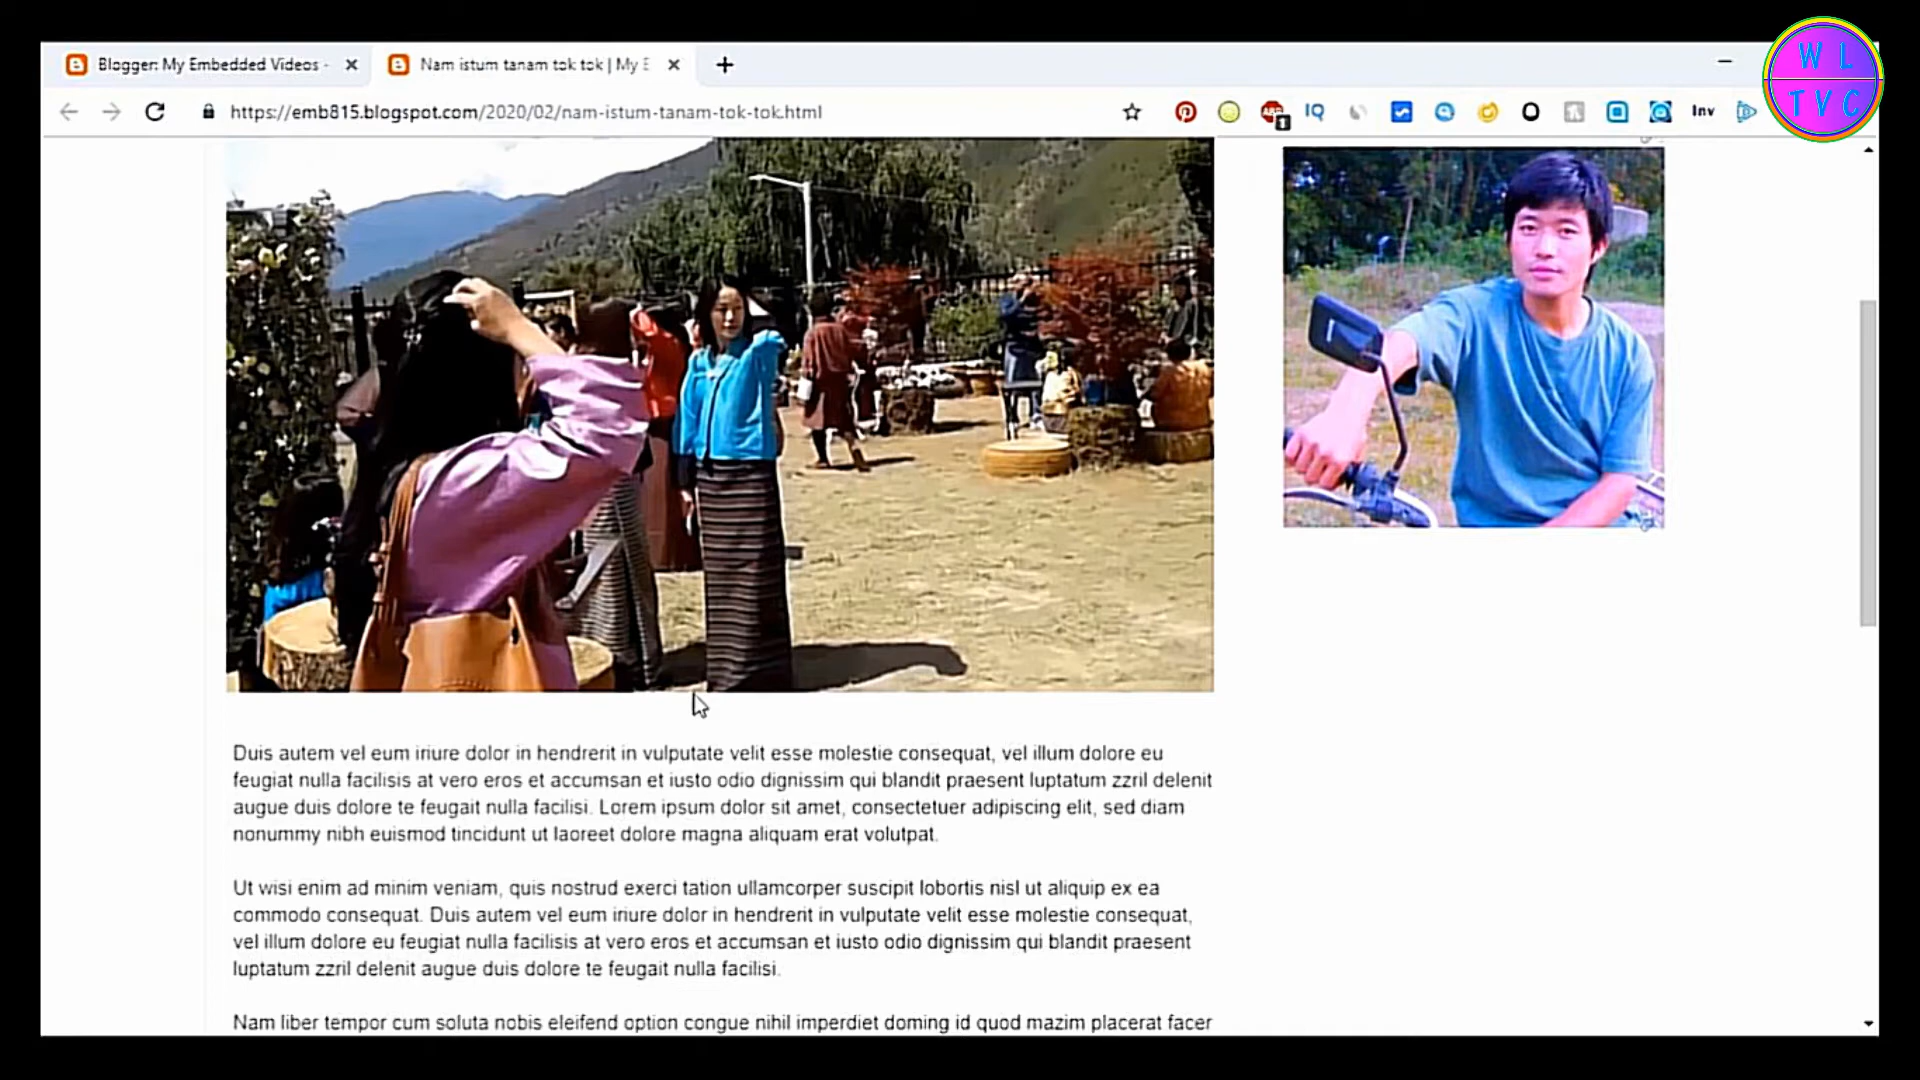 Blogger: My Embedded Videos -
Nam istum tanam tok tok | My E
W L
TVC
https://emb815.blogspot.com/2020/02/nam-istum-tanam-tok-tok.html
ABP
1
IQ
Inv
Duis autem vel eum iriure dolor in hendrerit in vulputate velit esse molestie consequat, vel illum dolore eu
feugiat nulla facilisis at vero eros et accumsan et iusto odio dignissim qui blandit praesent luptatum zzril delenit
augue duis dolore te feugait nulla facilisi. Lorem ipsum dolor sit amet, consectetuer adipiscing elit, sed diam
nonummy nibh euismod tincidunt ut laoreet dolore magna aliquam erat volutpat.
Ut wisi enim ad minim veniam, quis nostrud exerci tation ullamcorper suscipit lobortis nisl ut aliquip ex ea
commodo consequat. Duis autem vel eum iriure dolor in hendrerit in vulputate velit esse molestie consequat,
vel illum dolore eu feugiat nulla facilisis at vero eros et accumsan et iusto odio dignissim qui blandit praesent
luptatum zzril delenit augue duis dolore te feugait nulla facilisi.
Nam liber tempor cum soluta nobis eleifend option congue nihil imperdiet doming id quod mazim placerat facer